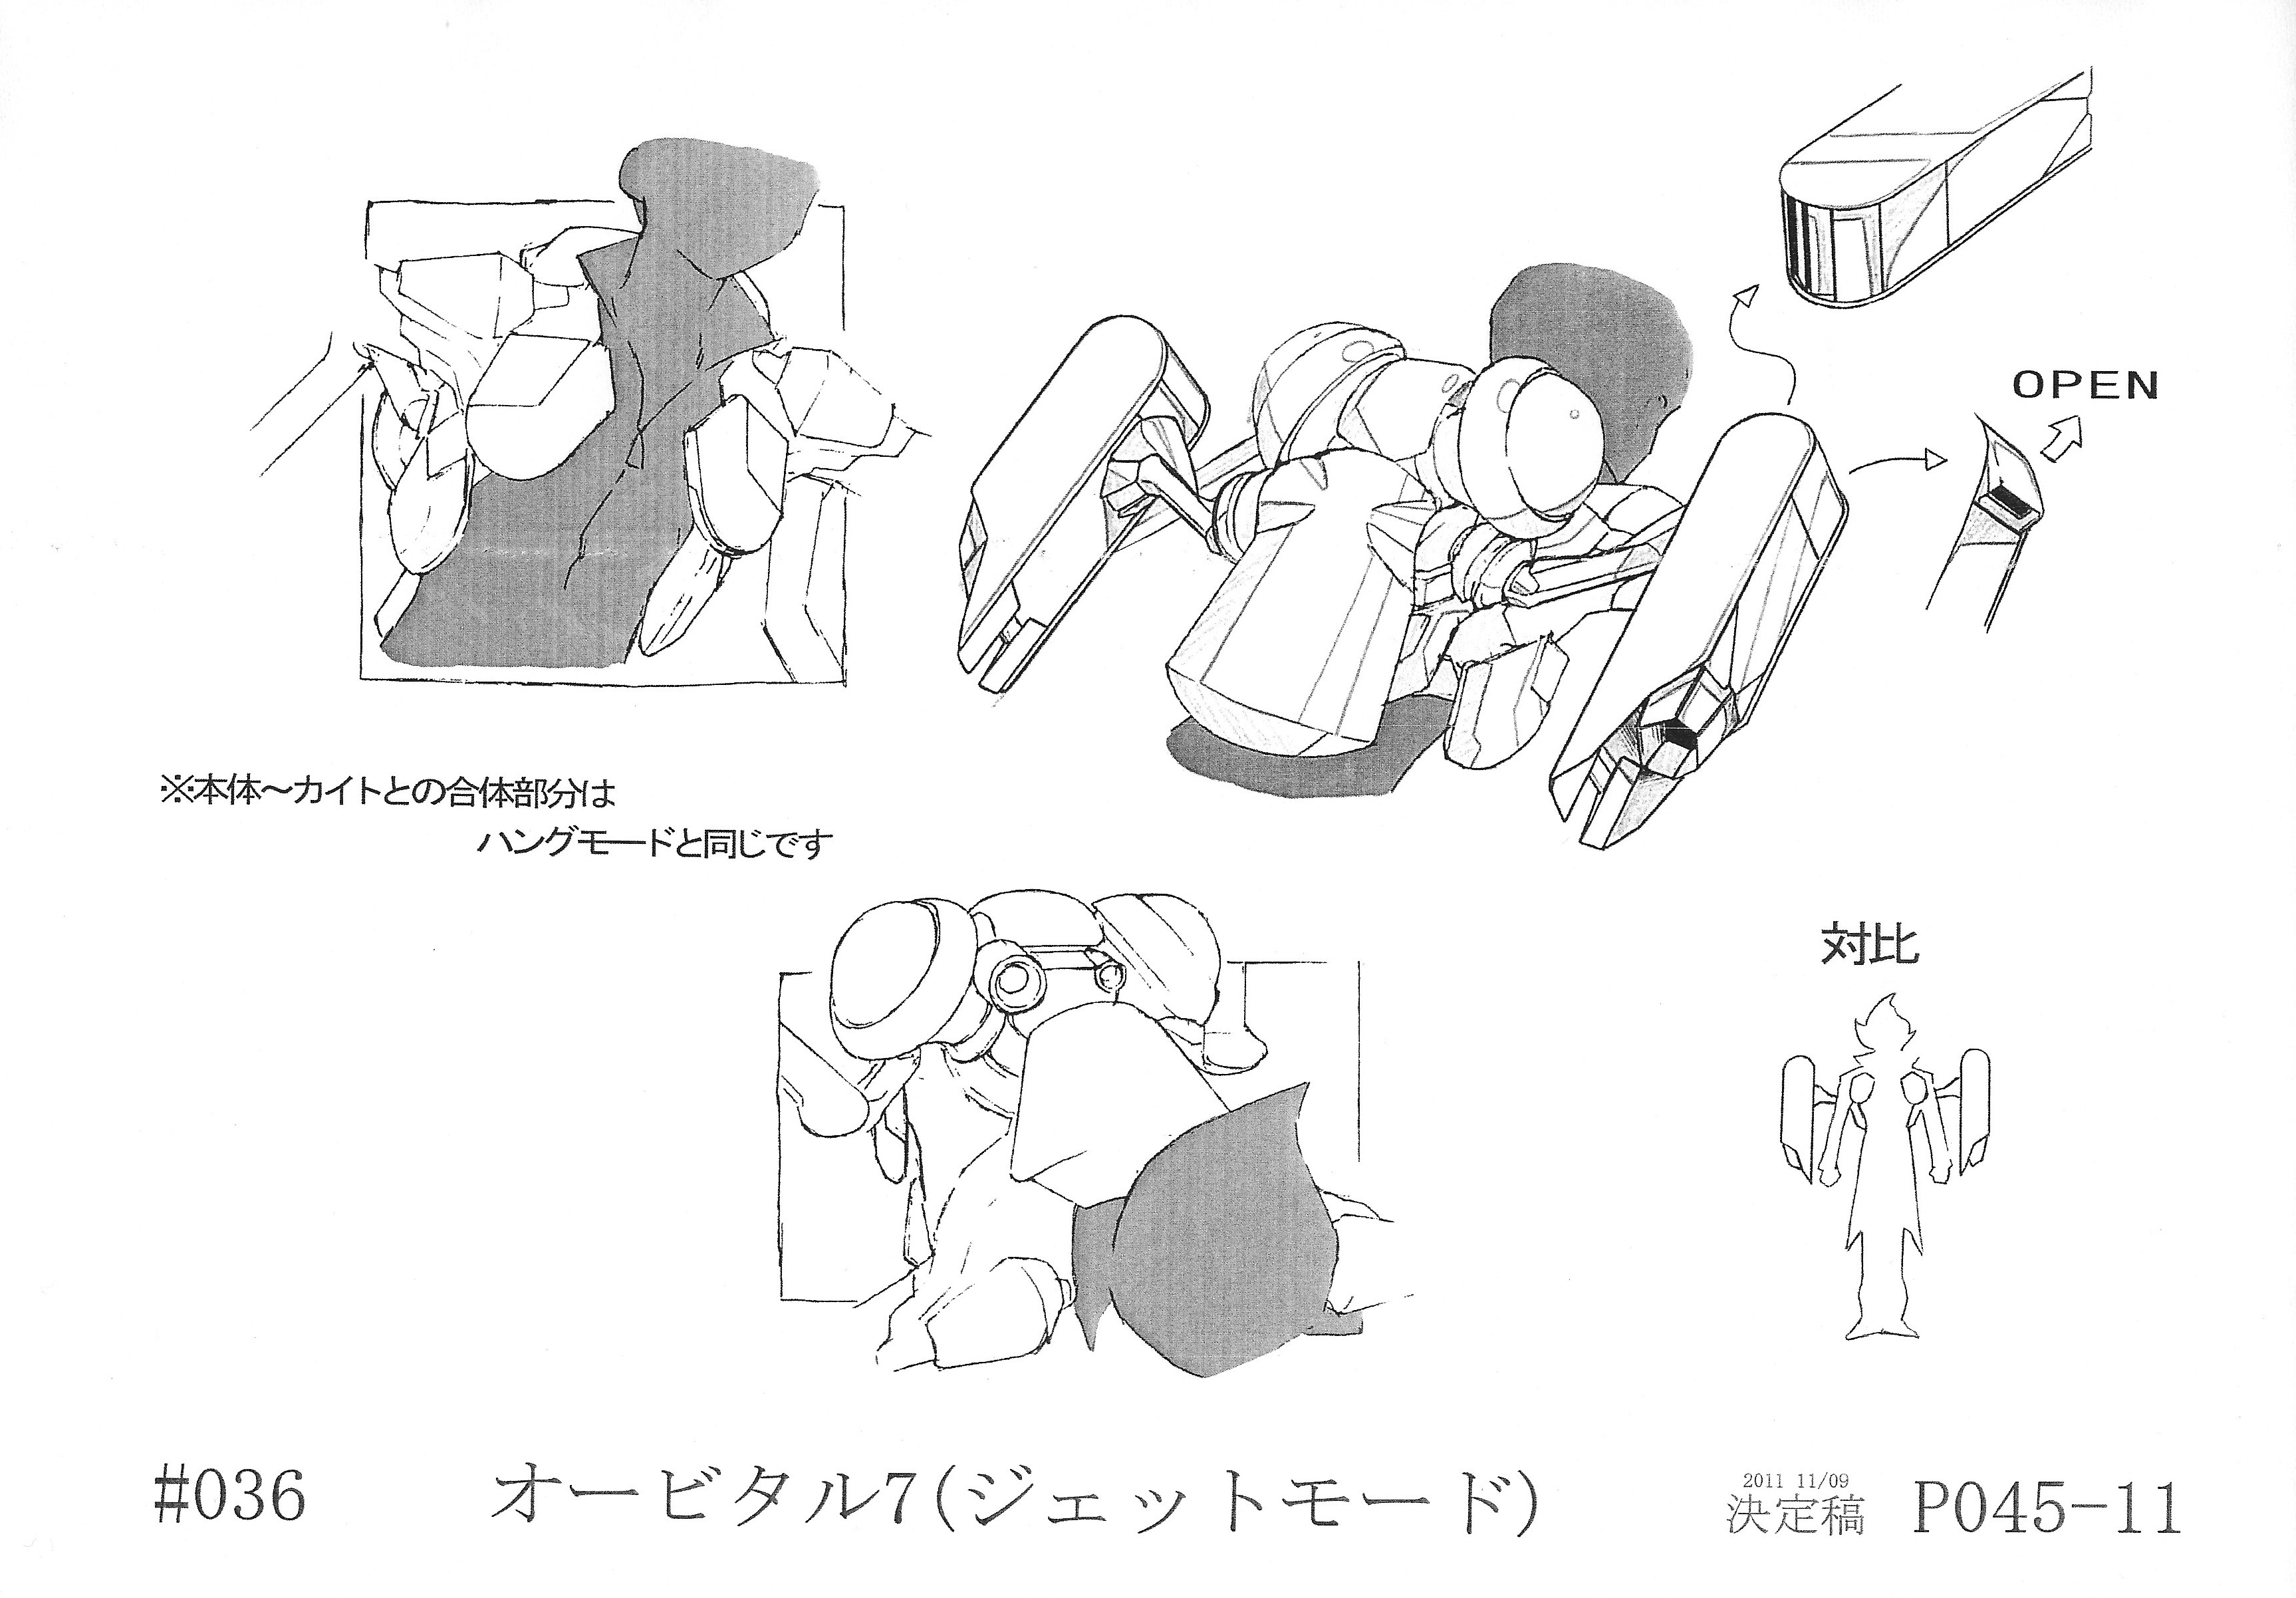 OPEN
※本体～カイトとの合体部分は
ハングモードと同じです
対比
#036
オービタル7(ジェットモード)
2011 11/09
決定稿
P045-11